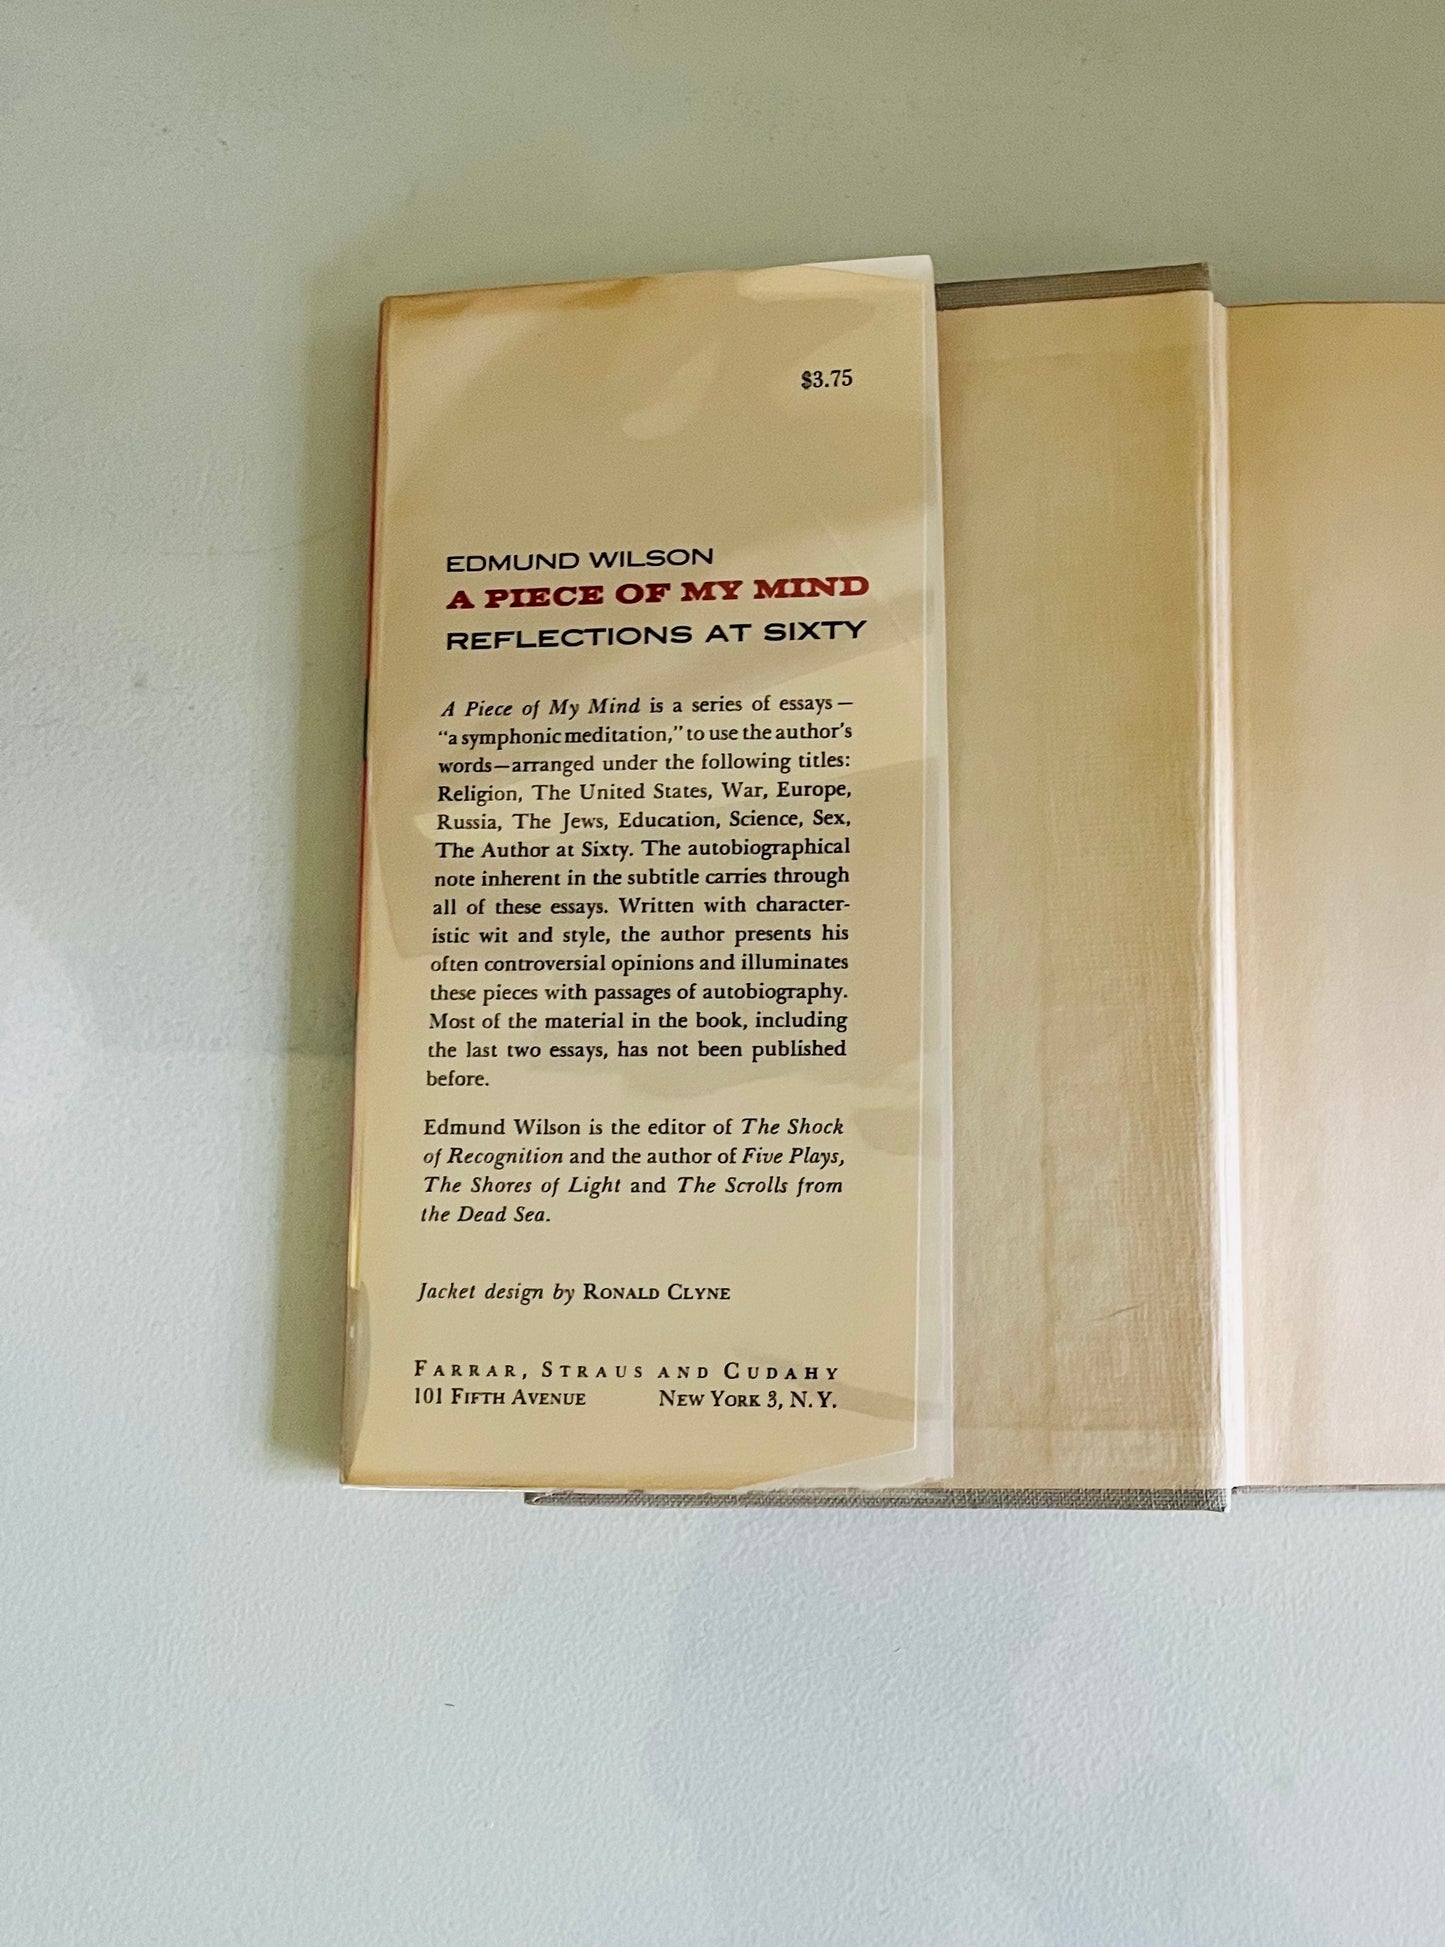 $3.75
EDMUND WILSON
A PIECE OF MY MIND
REFLECTIONS AT SIXTY
A Piece of My Mind is a series of essays—
“a symphonic meditation,” to use the author's
words—arranged under the following titles:
Religion, The United States, War, Europe,
Russia, The Jews, Education, Science, Sex,
The Author at Sixty. The autobiographical
note inherent in the subtitle carries through
all of these essays. Written with character-
istic wit and style, the author presents his
often controversial opinions and illuminates
these pieces with passages of autobiography.
Most of the material in the book, including
the last two essays, has not been published
before.
Edmund Wilson is the editor of The Shock
of Recognition and the author of Five Plays,
The Shores of Light and The Scrolls from
the Dead Sea.
Jacket design by RONALD CLYNE
FARRAR, STRAUS AND CUDAHY
101 FIFTH AVENUE NEW YORK 3, N.Y.